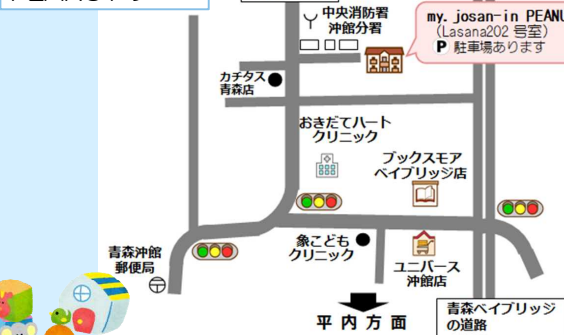 中央消防署
沖館分署
my. josan-in PEANU
(Lasana202 号室)
P 駐車場あります
カチタス
青森店
おきだてハート
クリニック
ブックスモア
ベイブリッジ店
象こども
クリニック
ユニバース
沖館店
青森沖館
郵便局
平内方面
青森ベイブリッジ
の道路